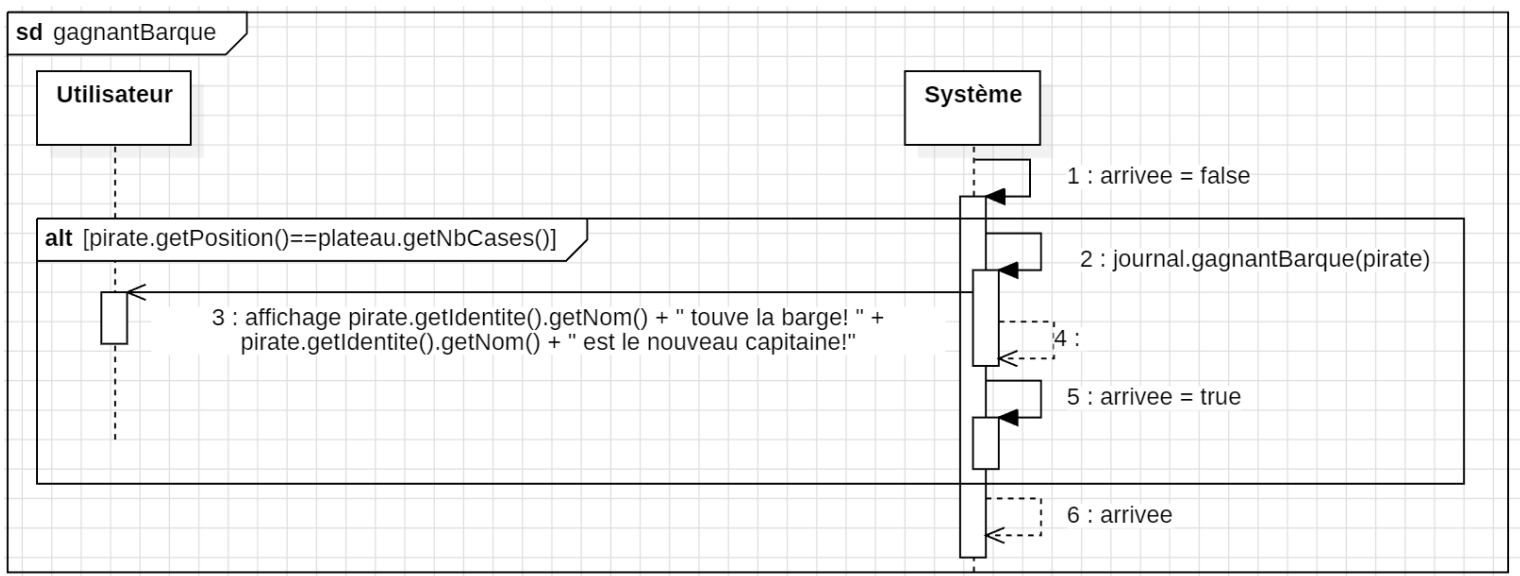 sd gagnantBarque
Utilisateur
Système
1 : arrivee = false
alt [pirate.getPosition()==plateau.getNbCases()]
2 : journal.gagnantBarque(pirate)
3 : affichage pirate.getIdentite().getNom() + " touve la barge! " +
pirate.getIdentite().getNom() + " est le nouveau capitaine!"
4 :
5 : arrivee = true
6 : arrivee